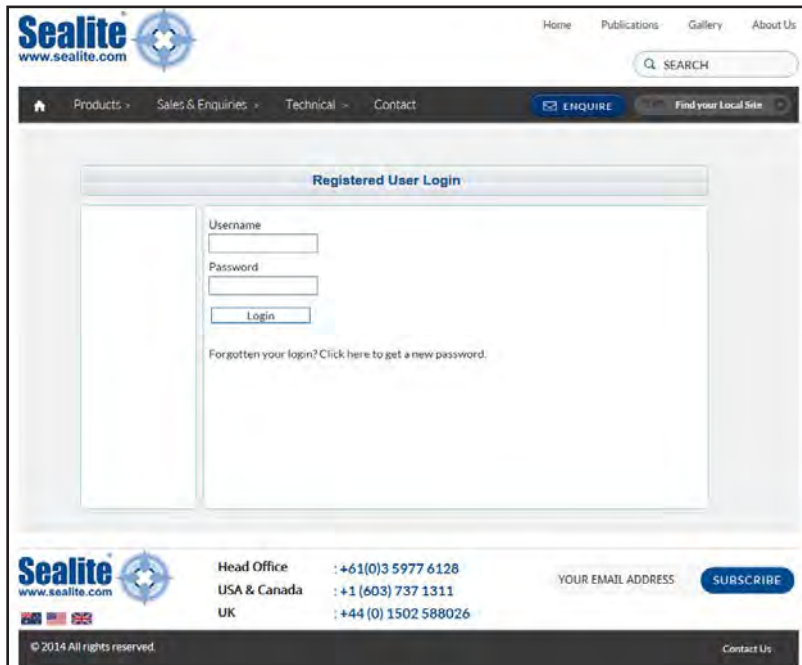 Sealite
www.sealite.com
Home Publications Gallery About Us
SEARCH
Products Sales & Enquiries Technical Contact ENQUIRE Find your Local Site
Registered User Login
Username
Password
Login
Forgotten your login? Click here to get a new password.
Sealite
www.sealite.com
Head Office : +61(0)3 5977 6128
USA & Canada : +1 (603) 737 1311
UK : +44 (0) 1502 588026
YOUR EMAIL ADDRESS SUBSCRIBE
© 2014 All rights reserved. Contact Us